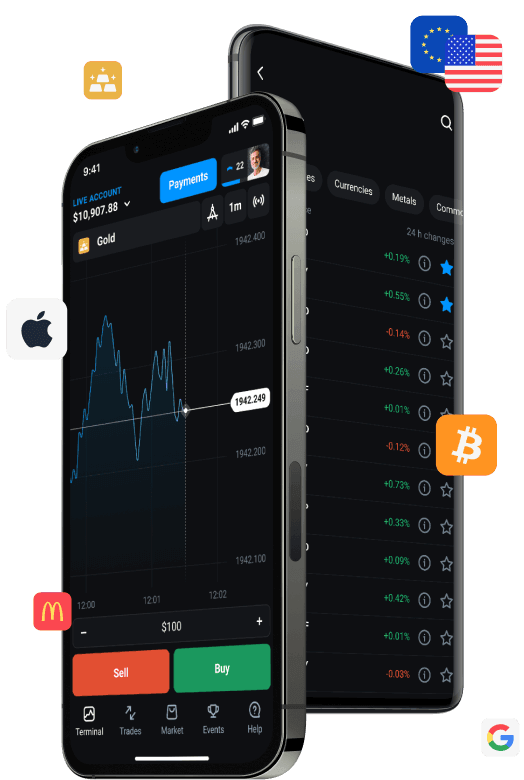 9:41
LIVE ACCOUNT
$10,907.88
Payments
22
Gold
1m
1942.400
1942.300
1942.249
1942.200
1942.100
12:00
12:01
12:02
−
$100
+
Sell
Buy
Terminal
Trades
Market
Events
Help
Currencies
Metals
24 h changes
+0.19%
+0.55%
-0.14%
+0.26%
+0.01%
-0.12%
+0.73%
+0.33%
+0.09%
+0.42%
+0.01%
-0.03%